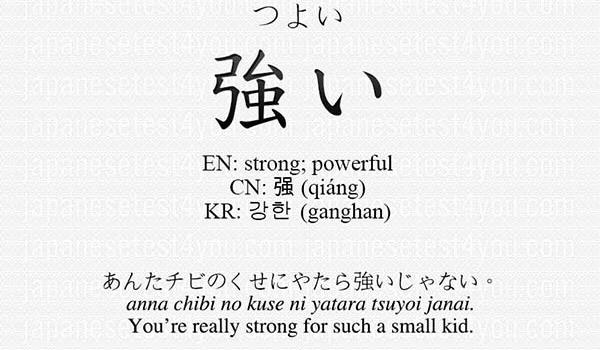 つよい
強い
EN: strong; powerful
CN: 强 (qiáng)
KR: 강한 (ganghan)
あんたチビのくせにやたら強いじゃない。
anna chibi no kuse ni yatara tsuyoi janai.
You’re really strong for such a small kid.